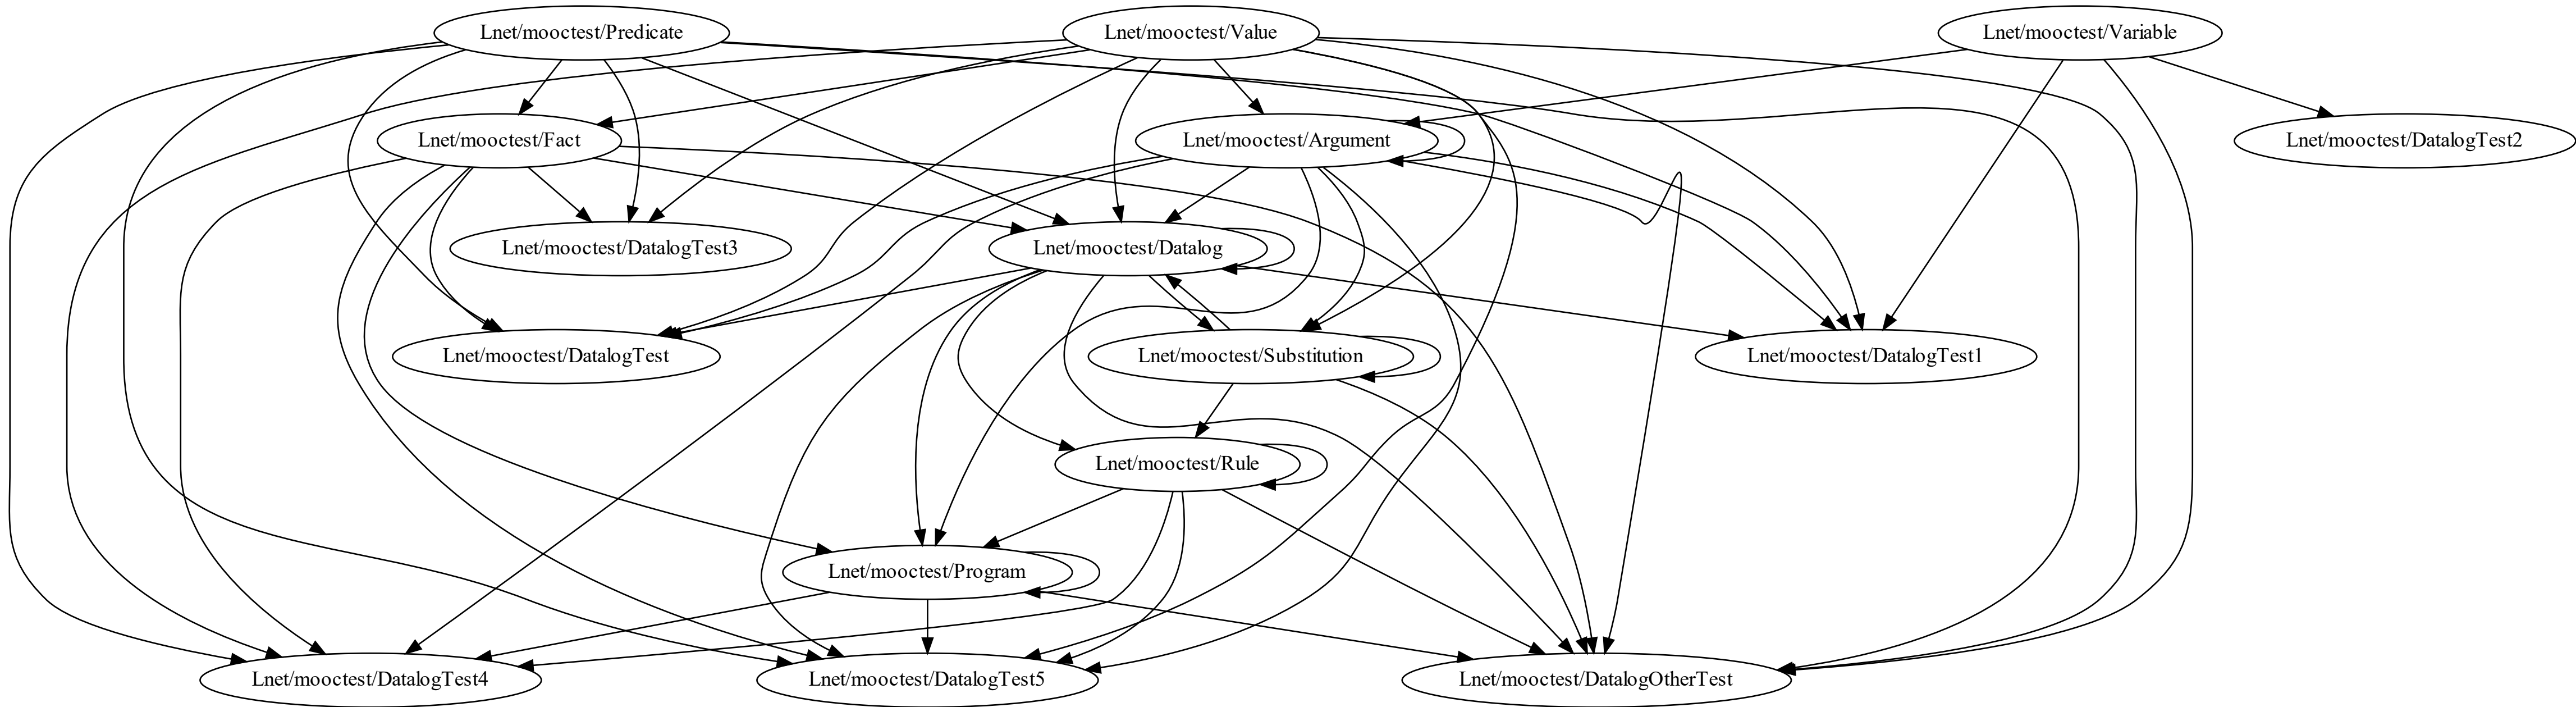 Lnet/mooctest/Predicate
Lnet/mooctest/Value
Lnet/mooctest/Variable
Lnet/mooctest/Fact
Lnet/mooctest/Argument
Lnet/mooctest/DatalogTest2
Lnet/mooctest/DatalogTest3
Lnet/mooctest/Datalog
Lnet/mooctest/DatalogTest
Lnet/mooctest/Substitution
Lnet/mooctest/DatalogTest1
Lnet/mooctest/Rule
Lnet/mooctest/Program
Lnet/mooctest/DatalogTest4
Lnet/mooctest/DatalogTest5
Lnet/mooctest/DatalogOtherTest